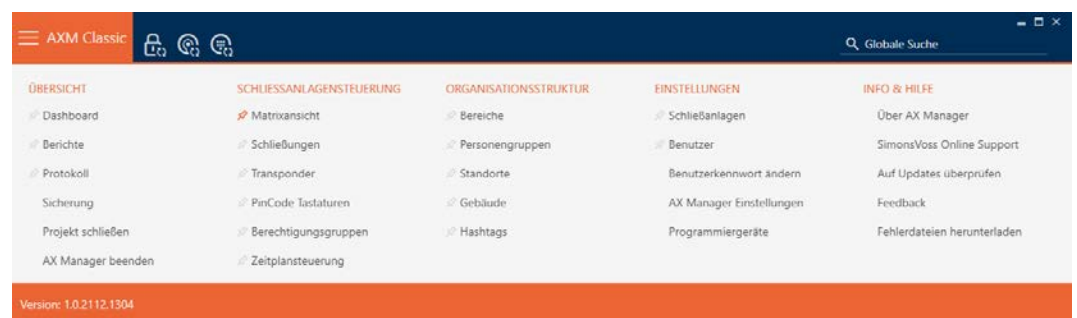 AXM Classic
Globale Suche
ÜBERSICHT
Dashboard
Berichte
Protokoll
Sicherung
Projekt schließen
AX Manager beenden
SCHLIESSANLAGENSTEUERUNG
Matrixansicht
Schließungen
Transponder
PinCode Tastaturen
Berechtigungsgruppen
Zeitplansteuerung
ORGANISATIONSSTRUKTUR
Bereiche
Personengruppen
Standorte
Gebäude
Hashtags
EINSTELLUNGEN
Schließanlagen
Benutzer
Benutzerkennwort ändern
AX Manager Einstellungen
Programmiergeräte
INFO & HILFE
Über AX Manager
SimonsVoss Online Support
Auf Updates überprüfen
Feedback
Fehlerdateien herunterladen
Version: 1.0.2112.1304